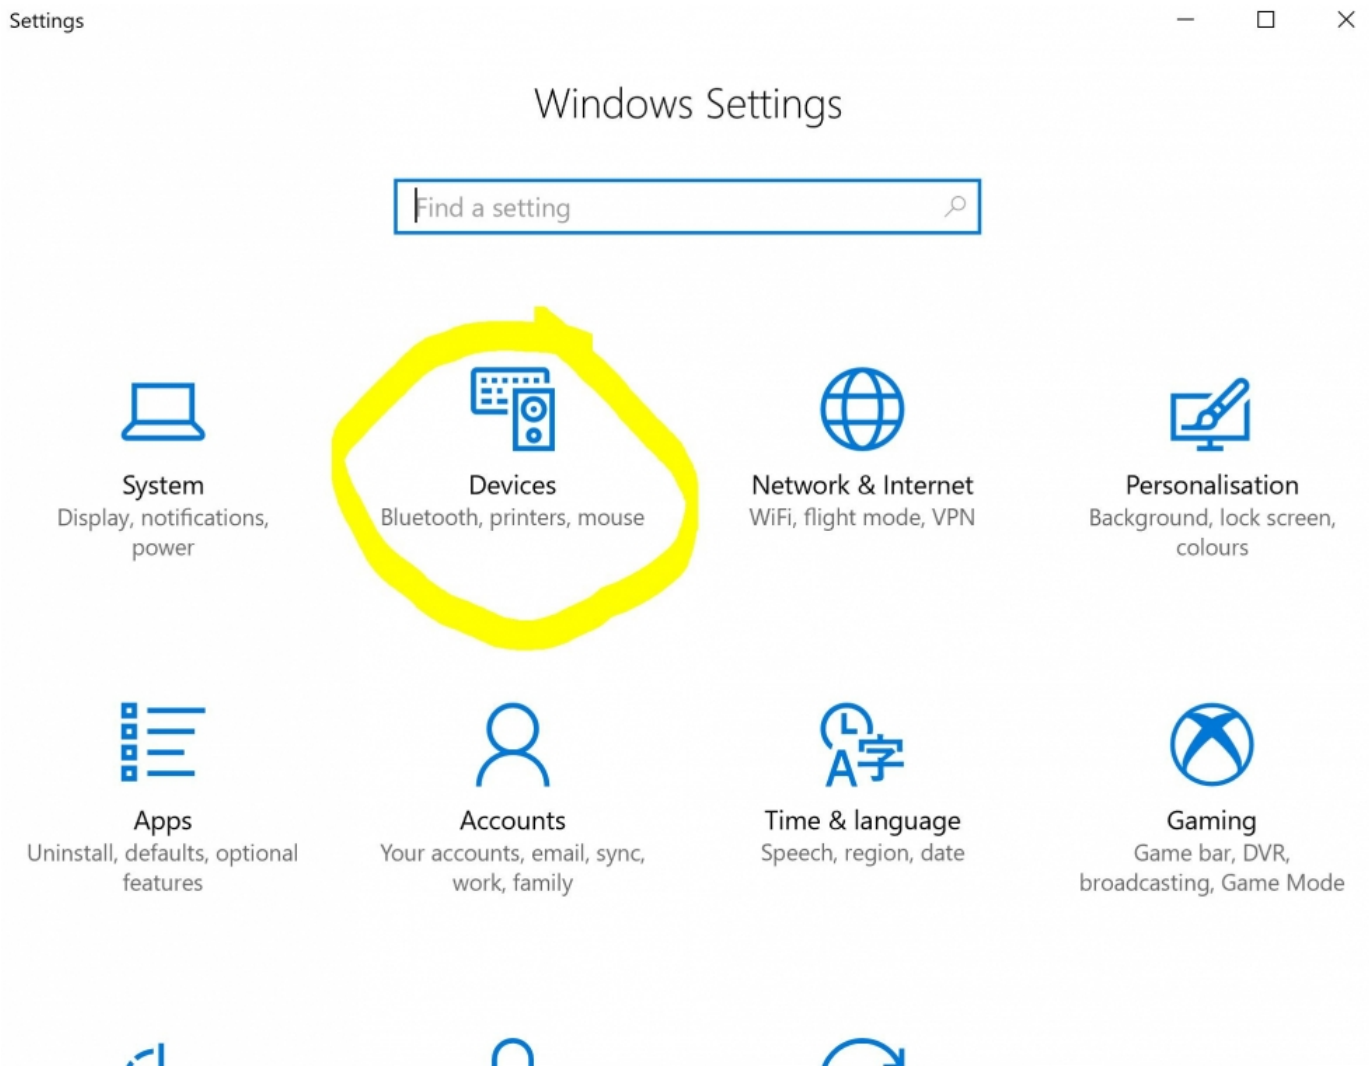 Settings
Windows Settings
Find a setting
System
Display, notifications,
power
Devices
Bluetooth, printers, mouse
Network & Internet
WiFi, flight mode, VPN
Personalisation
Background, lock screen,
colours
Apps
Uninstall, defaults, optional
features
Accounts
Your accounts, email, sync,
work, family
Time & language
Speech, region, date
Gaming
Game bar, DVR,
broadcasting, Game Mode